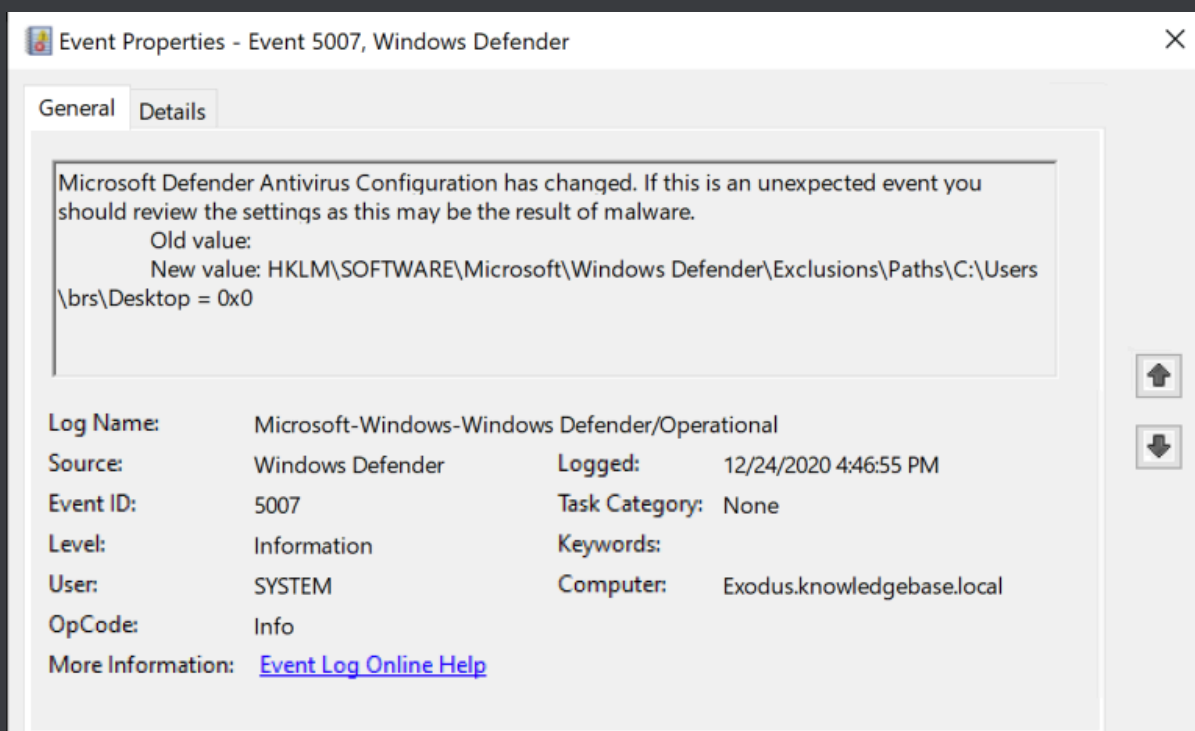 Event Properties - Event 5007, Windows Defender
General
Details
Microsoft Defender Antivirus Configuration has changed. If this is an unexpected event you
should review the settings as this may be the result of malware.
Old value:
New value: HKLM\SOFTWARE\Microsoft\Windows Defender\Exclusions\Paths\C:\Users
\brs\Desktop = 0x0
Log Name: Microsoft-Windows-Windows Defender/Operational
Source: Windows Defender Logged: 12/24/2020 4:46:55 PM
Event ID: 5007 Task Category: None
Level: Information Keywords:
User: SYSTEM Computer: Exodus.knowledgebase.local
OpCode: Info
More Information: Event Log Online Help